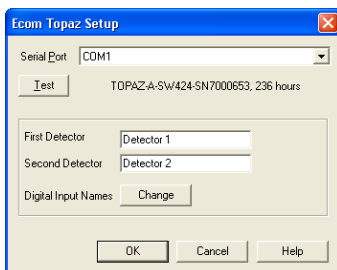 Ecom Topaz Setup
Serial Port COM1
Test TOPAZ-A-SW424-SN7000653, 236 hours
First Detector Detector 1
Second Detector Detector 2
Digital Input Names Change
OK Cancel Help